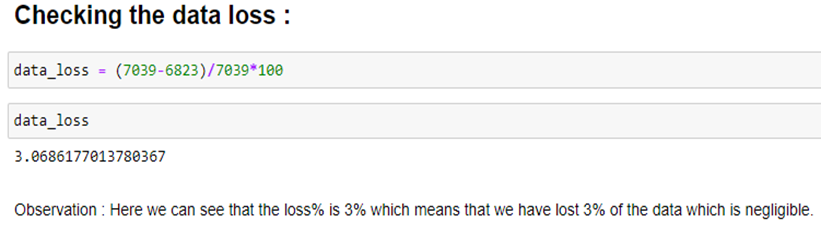 Checking the data loss :
data_loss = (7039-6823)/7039*100
data_loss
3.0686177013780367
Observation : Here we can see that the loss% is 3% which means that we have lost 3% of the data which is negligible.